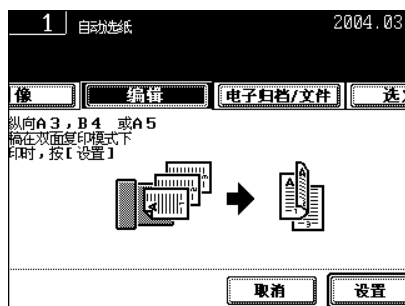 1 自动选纸 2004.03
像 编辑 电子归档/文件 选
纵向A3,B4 或A5
稿在双面复印模式下
印时,按[设置]
取消 设置